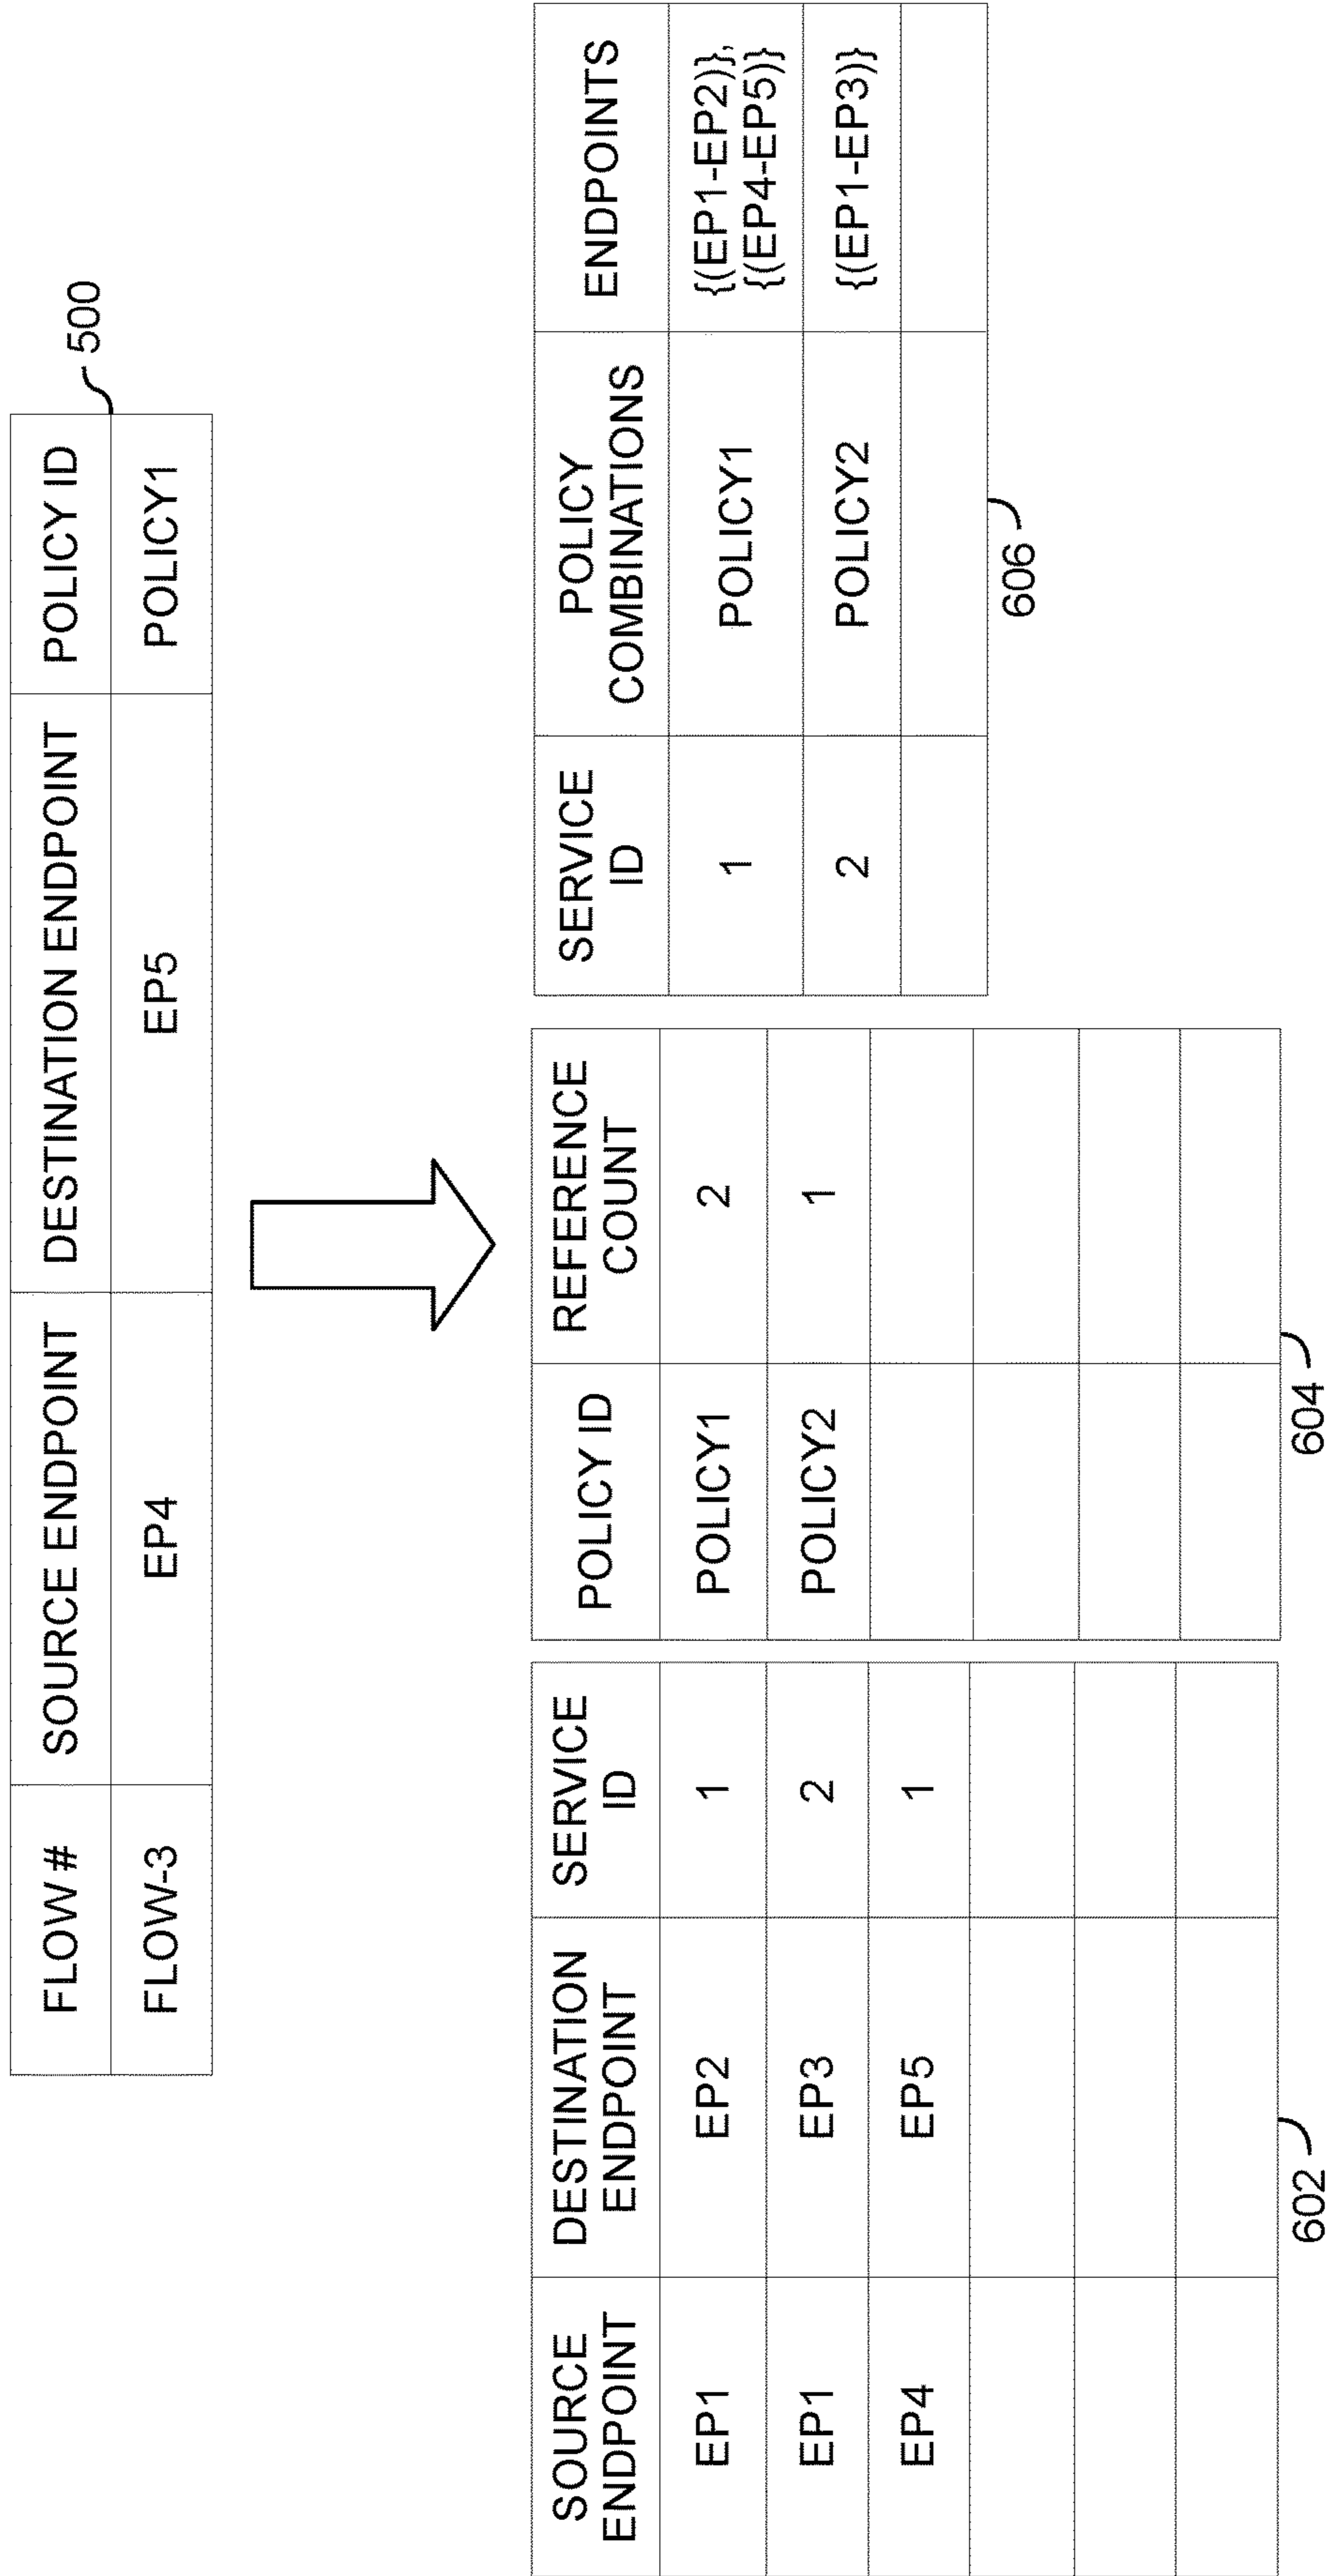 FLOW # SOURCE ENDPOINT DESTINATION ENDPOINT POLICY ID
FLOW-3 EP4 EP5 POLICY1
500
SOURCE
ENDPOINT
DESTINATION
ENDPOINT
SERVICE
ID
EP1 EP2 1
EP1 EP3 2
EP4 EP5 1
602
POLICY ID
REFERENCE
COUNT
POLICY1 2
POLICY2 1
604
SERVICE
ID
POLICY
COMBINATIONS
ENDPOINTS
1 POLICY1 {(EP1-EP2)},
{(EP4-EP5)}
2 POLICY2 {(EP1-EP3)}
606